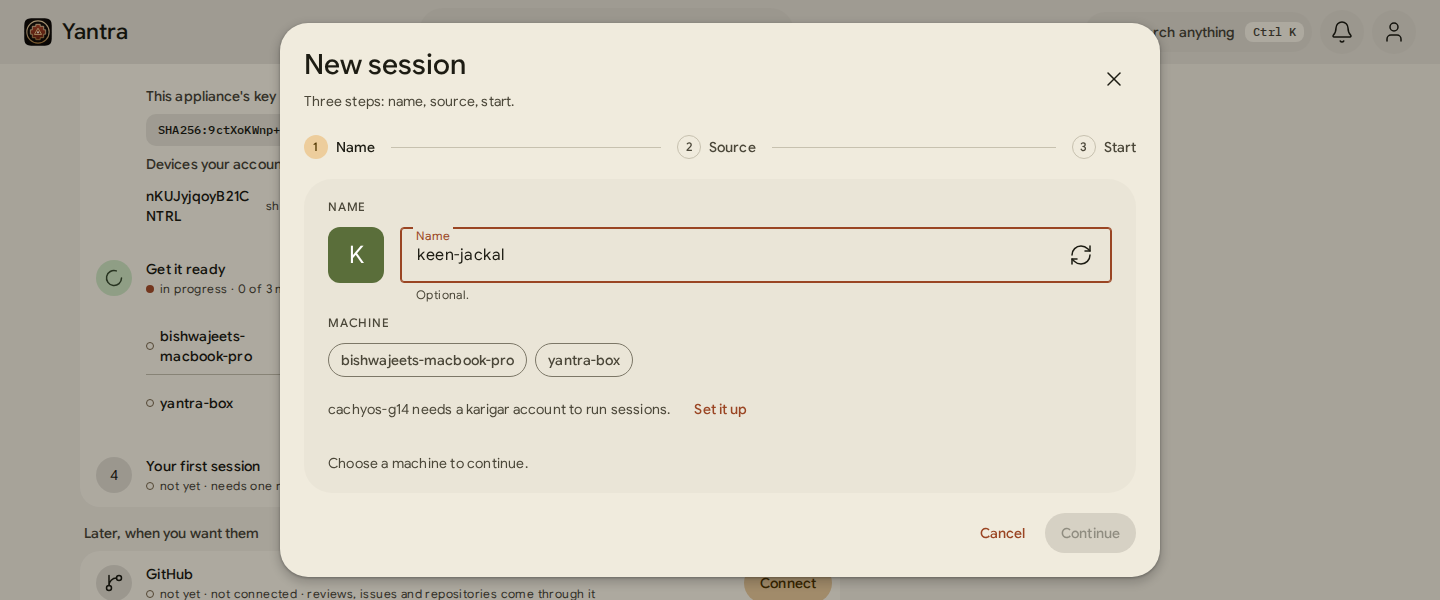 Yantra
rch anything
Ctrl K
New session
Three steps: name, source, start.
1 Name
2 Source
3 Start
NAME
K
Name
keen-jackal
Optional.
MACHINE
bishwajeets-macbook-pro
yantra-box
cachyos-g14 needs a karigar account to run sessions.
Set it up
Choose a machine to continue.
Cancel
Continue
This appliance's key
SHA256:9ctXoKWnp+
Devices your accoun
nKUJyjqoyB21C
NTRL
sh
Get it ready
in progress · 0 of 3 m
bishwajeets-
macbook-pro
yantra-box
4
Your first session
not yet · needs one
Later, when you want them
GitHub
not yet · not connected · reviews, issues and repositories come through it
Connect